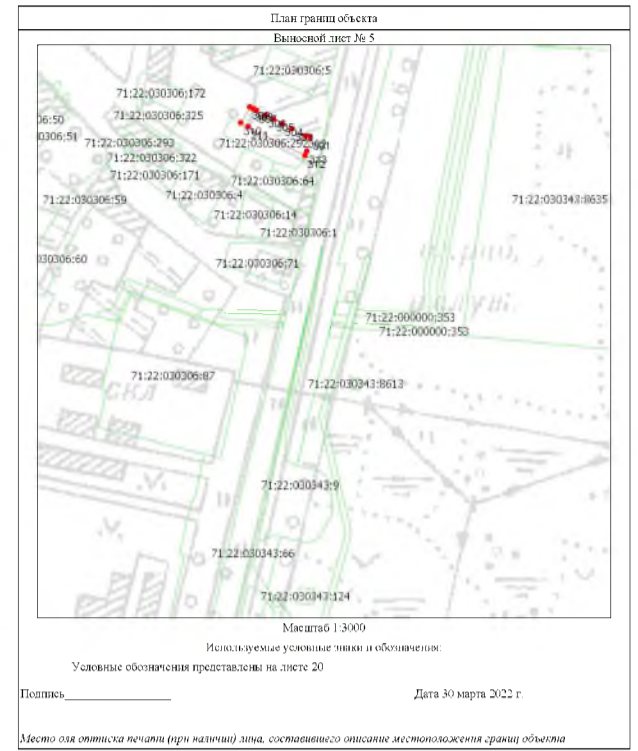 План границ объекта
Выносной лист № 5
71:22:030306:5
71:22:030306:172
71:22:030306:325
06:50
030306:51
71:22:030306:293
71:22:030306:322
71:22:030306:171
71:22:030306:64
71:22:030306:59
71:22:030306:4
71:22:030343:8635
71:22:030306:14
71:22:030306:1
030306:60
71:22:030306:71
71:22:000000:353
71:22:000000:353
71:22:030306:87
71:22:030343:8613
СКЛ
71:22:030343:9
71:22:030343:66
71:22:030343:124
Масштаб 1:3000
Используемые условные знаки и обозначения:
Условные обозначения представлены на листе 20
Подпись Дата 30 марта 2022 г.
Место для оттиска печати (при наличии) лица, составившего описание местоположения границ объекта